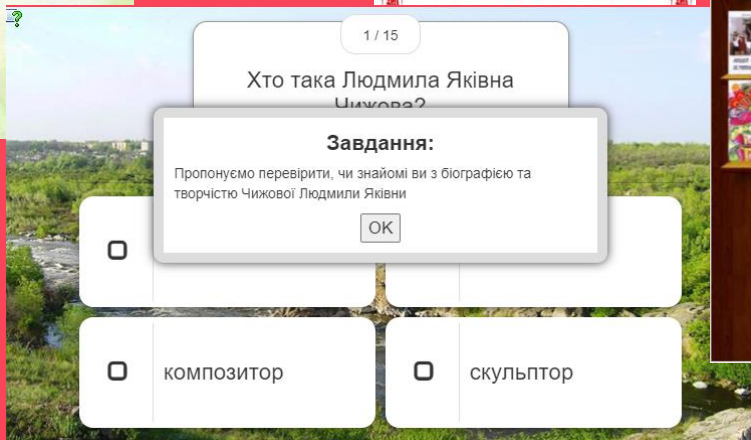 1 / 15
Хто така Людмила Яківна
Чижова?
Завдання:
Пропонуємо перевірити, чи знайомі ви з біографією та
творчістю Чижової Людмили Яківни
OK
композитор
скульптор